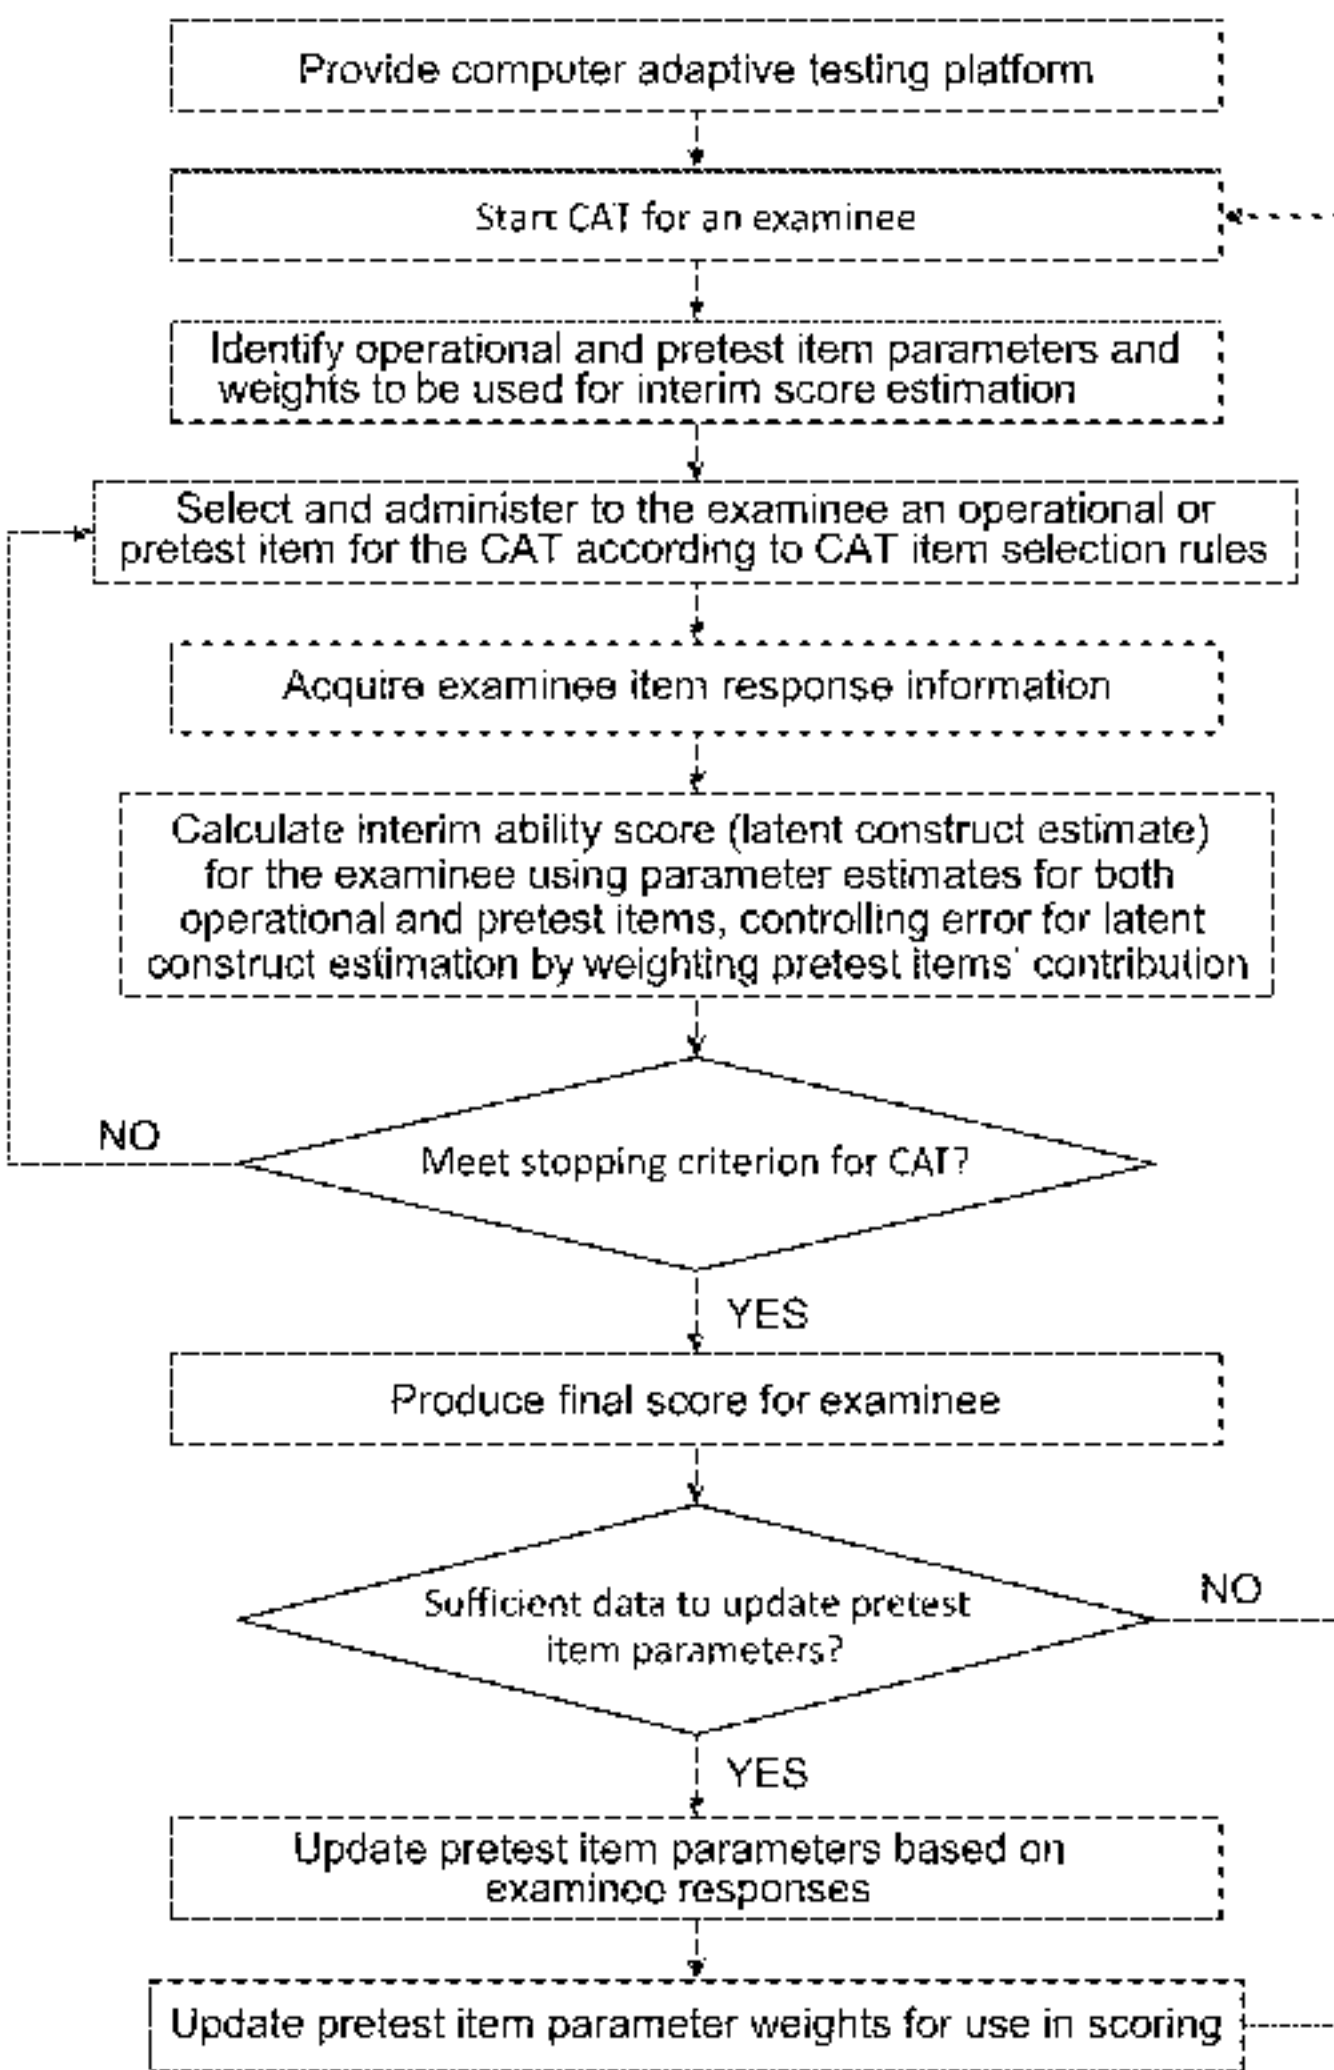 Provide computer adaptive testing platform
Start CAT for an examinee
Identify operational and pretest item parameters and
weights to be used for interim score estimation
Select and administer to the examinee an operational or
pretest item for the CAT according to CAT item selection rules
Acquire examinee item response information
Calculate interim ability score (latent construct estimate)
for the examinee using parameter estimates for both
operational and pretest items, controlling error for latent
construct estimation by weighting pretest items' contribution
NO
Meet stopping criterion for CAT?
YES
Produce final score for examinee
Sufficient data to update pretest
item parameters?
NO
YES
Update pretest item parameters based on
examinee responses
Update pretest item parameter weights for use in scoring